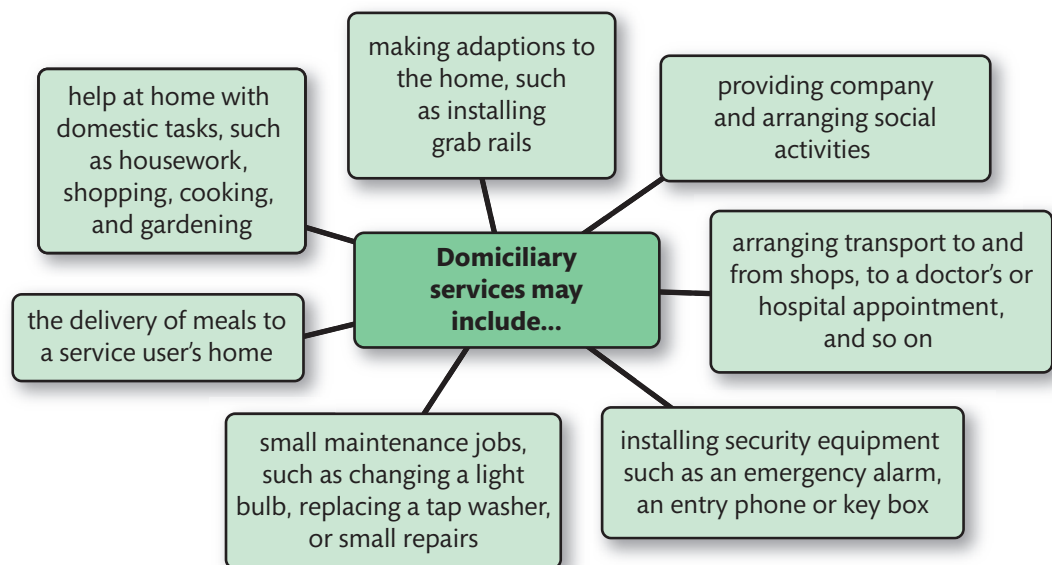 making adaptions to
the home, such
as installing
grab rails
help at home with
domestic tasks, such
as housework,
shopping, cooking,
and gardening
providing company
and arranging social
activities
Domiciliary
services may
include...
arranging transport to and
from shops, to a doctor's or
hospital appointment,
and so on
the delivery of meals to
a service user's home
small maintenance jobs,
such as changing a light
bulb, replacing a tap washer,
or small repairs
installing security equipment
such as an emergency alarm,
an entry phone or key box